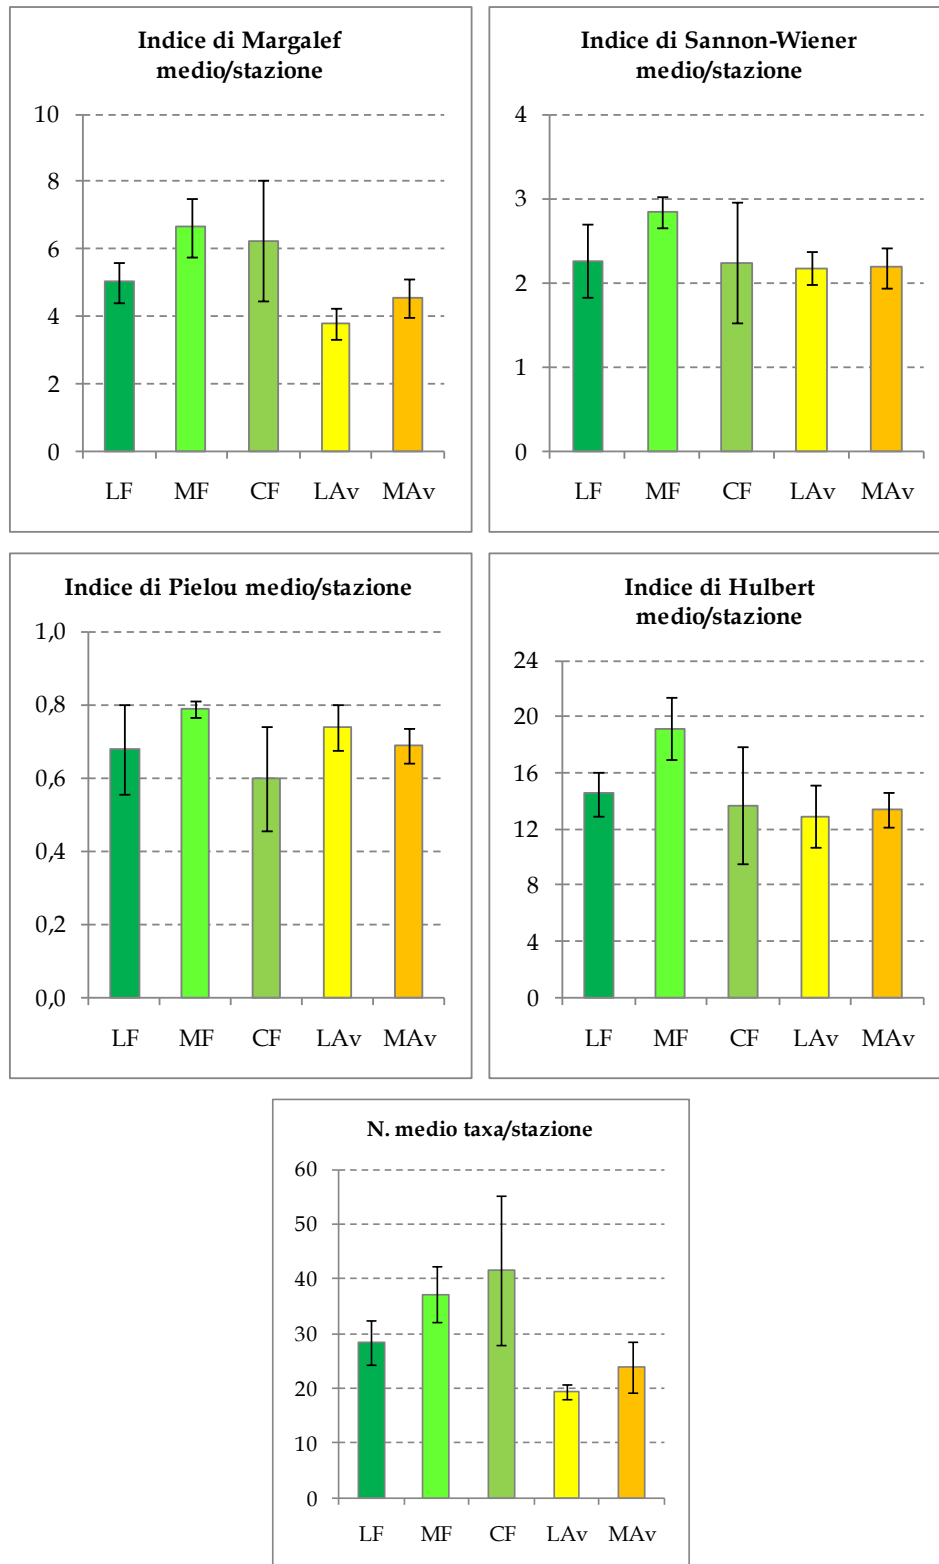 Indice di Margalef
medio/stazione
10
8
6
4
2
0
LF MF CF LAv MAv
Indice di Sannon-Wiener
medio/stazione
4
3
2
1
0
LF MF CF LAv MAv
Indice di Pielou medio/stazione
1,0
0,8
0,6
0,4
0,2
0,0
LF MF CF LAv MAv
Indice di Hulbert
medio/stazione
24
20
16
12
8
4
0
LF MF CF LAv MAv
N. medio taxa/stazione
60
50
40
30
20
10
0
LF MF CF LAv MAv